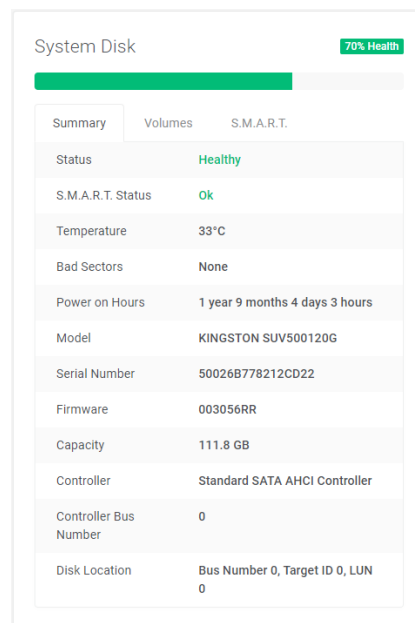 System Disk
70% Health
Summary Volumes S.M.A.R.T.
Status Healthy
S.M.A.R.T. Status Ok
Temperature 33°C
Bad Sectors None
Power on Hours 1 year 9 months 4 days 3 hours
Model KINGSTON SUV500120G
Serial Number 50026B778212CD22
Firmware 003056RR
Capacity 111.8 GB
Controller Standard SATA AHCI Controller
Controller Bus 0
Number
Disk Location Bus Number 0, Target ID 0, LUN
0